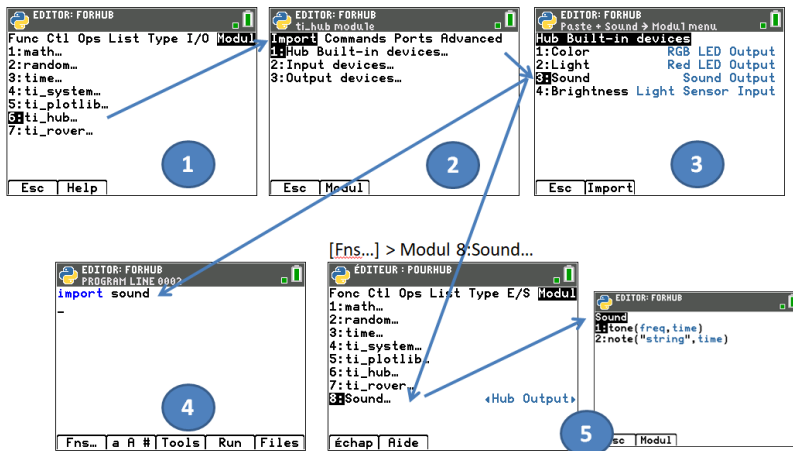 EDITOR: FORHUB
Func Ctl Ops List Type I/O Modul
1:math…
2:random…
3:time…
4:ti_system…
5:ti_plotlib…
6:ti_hub…
7:ti_rover…
1
Esc Help
EDITOR: FORHUB
ti_hub module
Import Commands Ports Advanced
1:Hub Built-in devices…
2:Input devices…
3:Output devices…
2
Esc Modul
EDITOR: FORHUB
Paste + Sound → Modul menu
Hub Built-in devices
1:Color RGB LED Output
2:Light Red LED Output
3:Sound Sound Output
4:Brightness Light Sensor Input
3
Esc Import
EDITOR: FORHUB
PROGRAM LINE 0002
import sound
4
Fns… a A # Tools Run Files
[Fns...] > Modul 8:Sound...
ÉDITEUR : POURHUB
Fonc Ctl Ops List Type E/S Modul
1:math…
2:random…
3:time…
4:ti_system…
5:ti_plotlib…
6:ti_hub…
7:ti_rover…
8:Sound… Hub Output
échap Aide
EDITOR: FORHUB
Sound
1:tone(freq,time)
2:note("string",time)
5
sc Modul